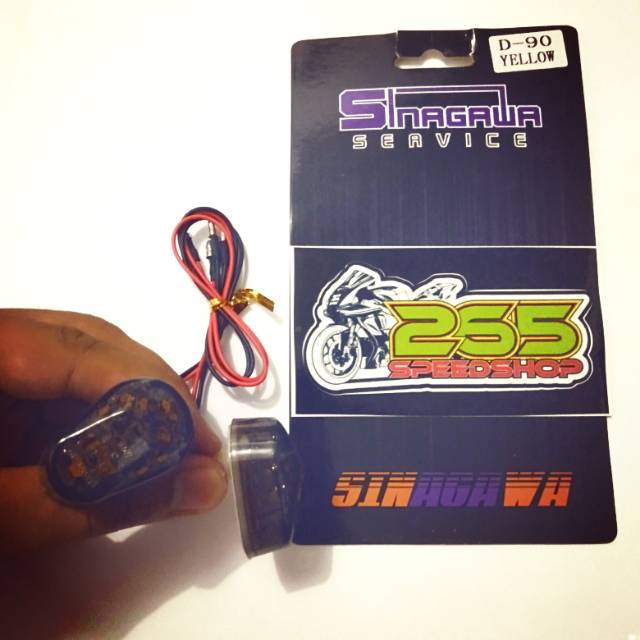 D-90
YELLOW
SINAGAWA
SERVICE
265
SPEEDSHOP
SINAGAWA